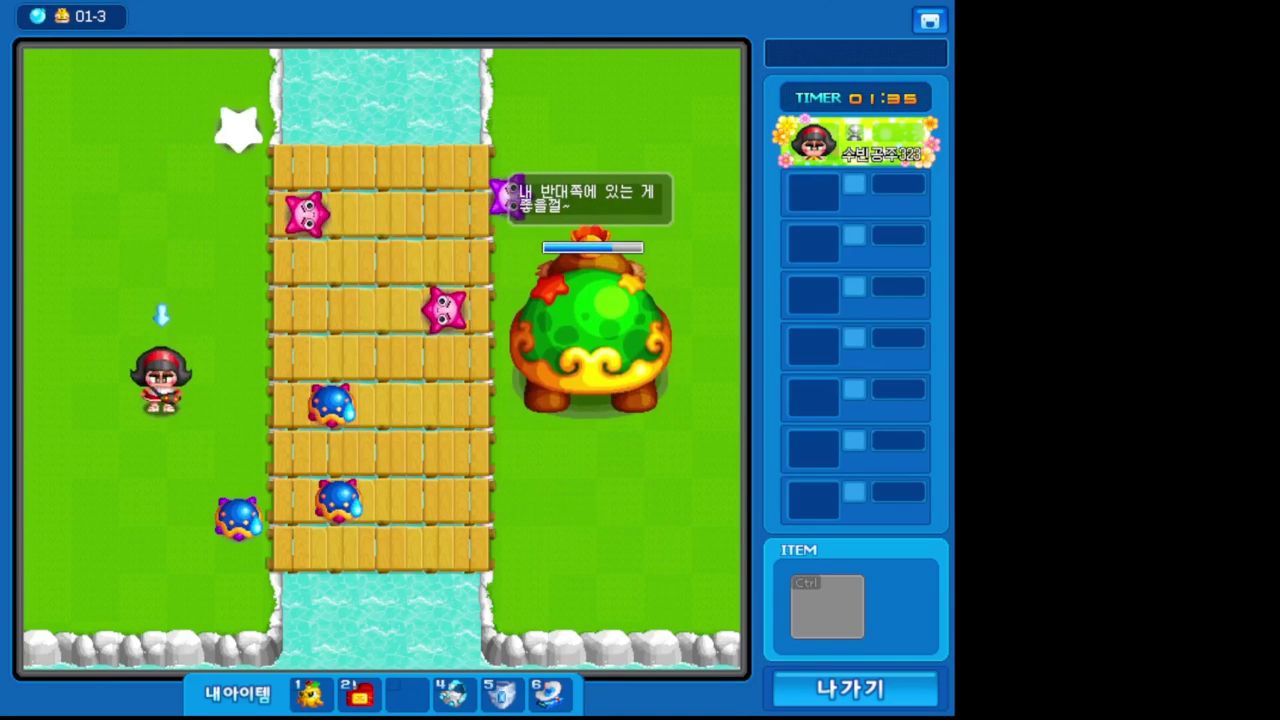 01-3
TIMER 01:35
수빈공주323
내 반대쪽에 있는 게
좋을껄~
ITEM
Ctrl
내아이템
1
2
4
5
6
나가기